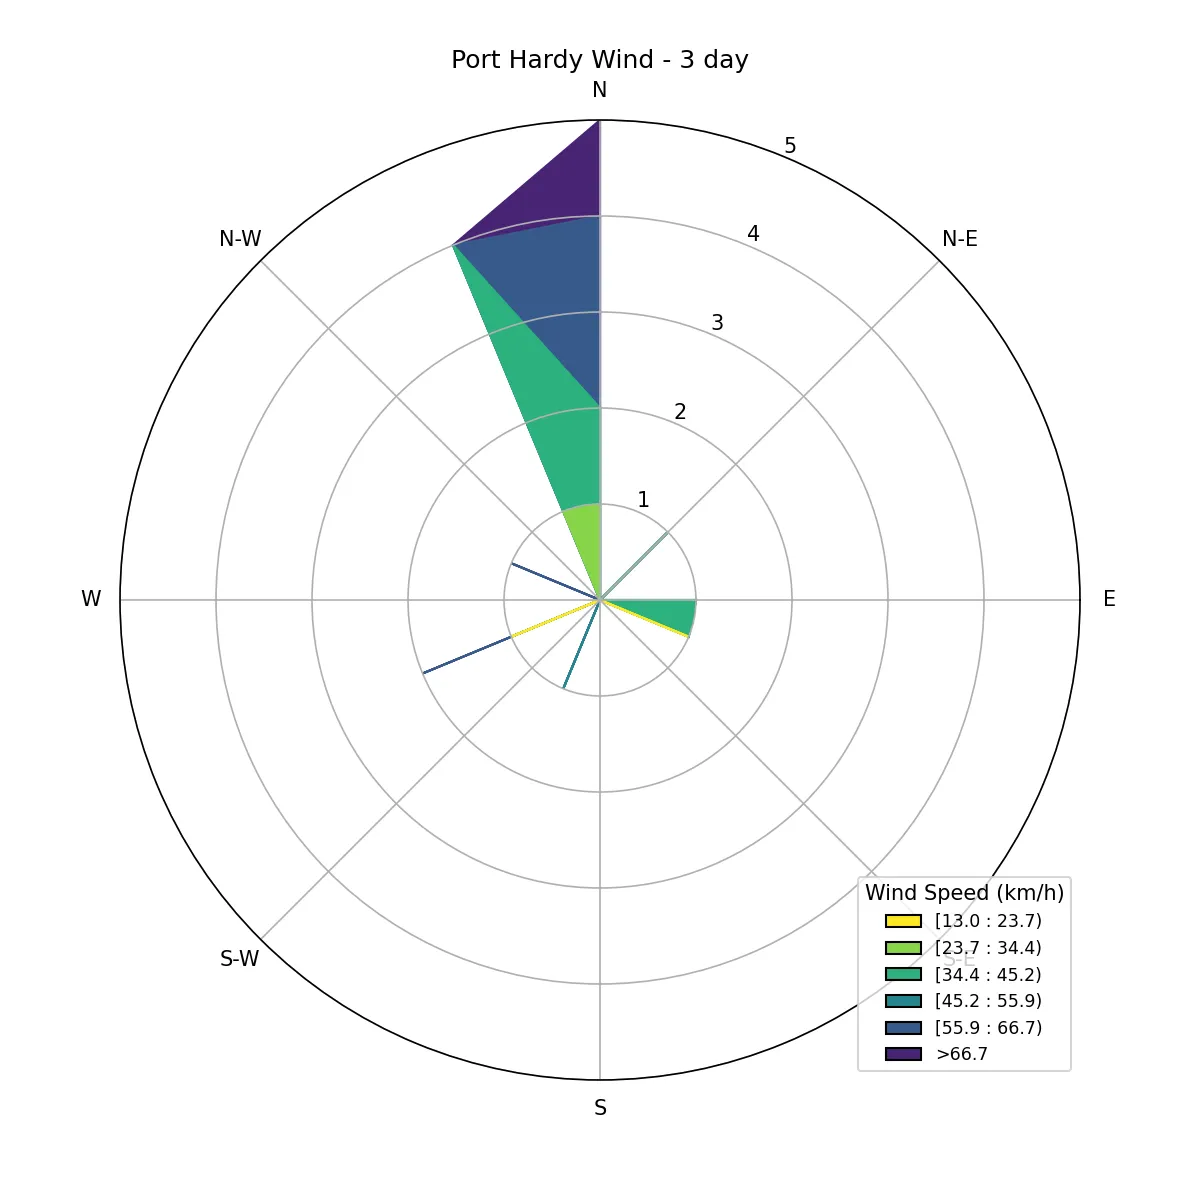 Port Hardy Wind - 3 day
N
5
N-W
4
N-E
3
2
1
W
E
Wind Speed (km/h)
[13.0 : 23.7)
[23.7 : 34.4)
S-W
S-E
[34.4 : 45.2)
[45.2 : 55.9)
[55.9 : 66.7)
>66.7
S